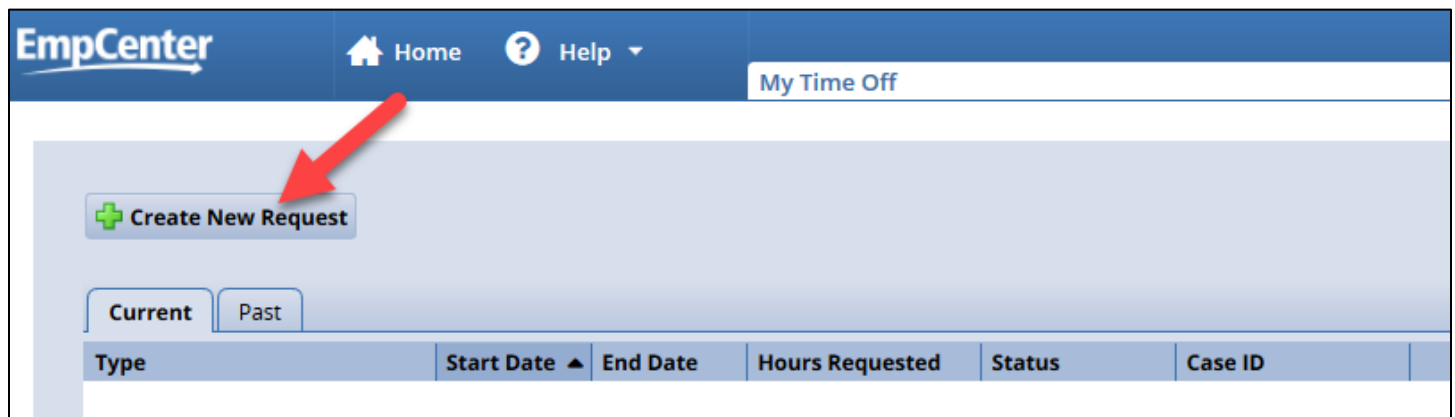 EmpCenter Home Help
My Time Off
Create New Request
Current Past
Type Start Date End Date Hours Requested Status Case ID